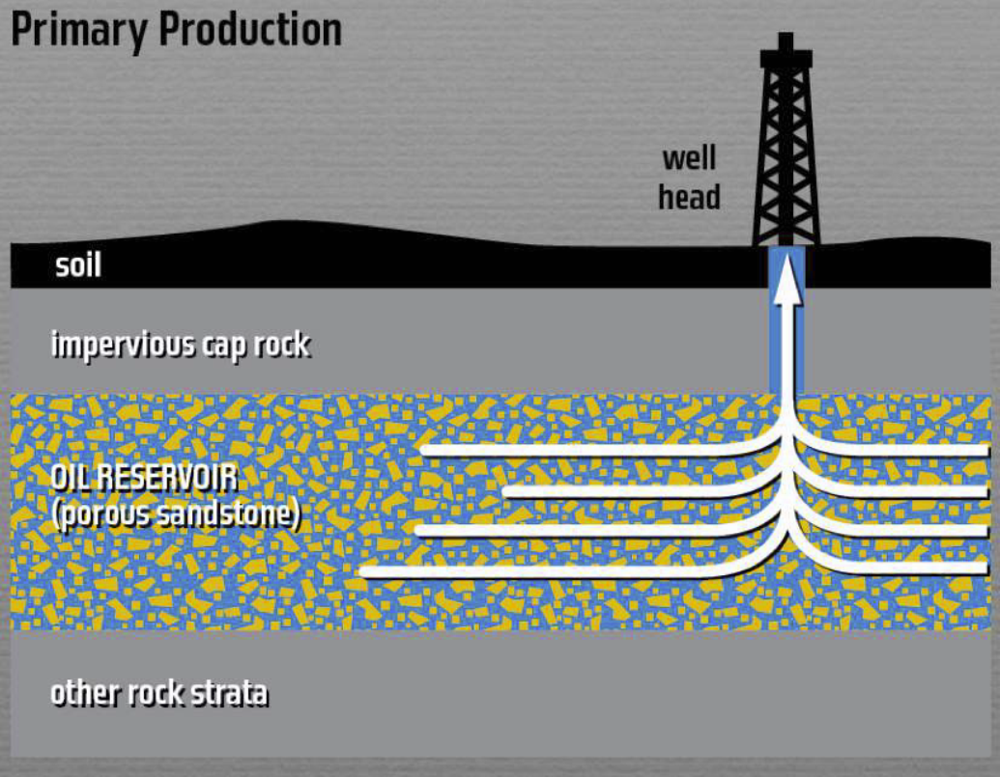 Primary Production
well
head
soil
impervious cap rock
OIL RESERVOIR
(porous sandstone)
other rock strata